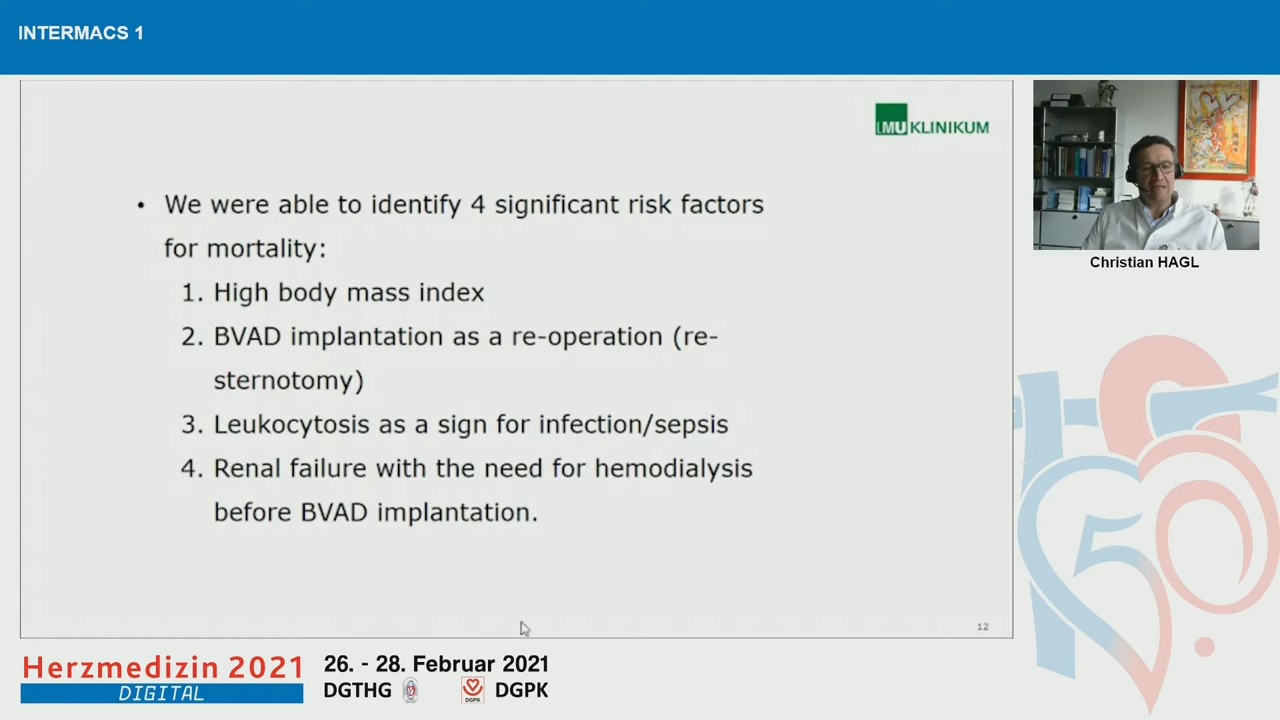 INTERMACS 1
LMU KLINIKUM
• We were able to identify 4 significant risk factors
for mortality:
1. High body mass index
2. BVAD implantation as a re-operation (re-
sternotomy)
3. Leukocytosis as a sign for infection/sepsis
4. Renal failure with the need for hemodialysis
before BVAD implantation.
12
Christian HAGL
50.
Herzmedizin 2021
DIGITAL
26. - 28. Februar 2021
DGTHG
DGPK
DGPK